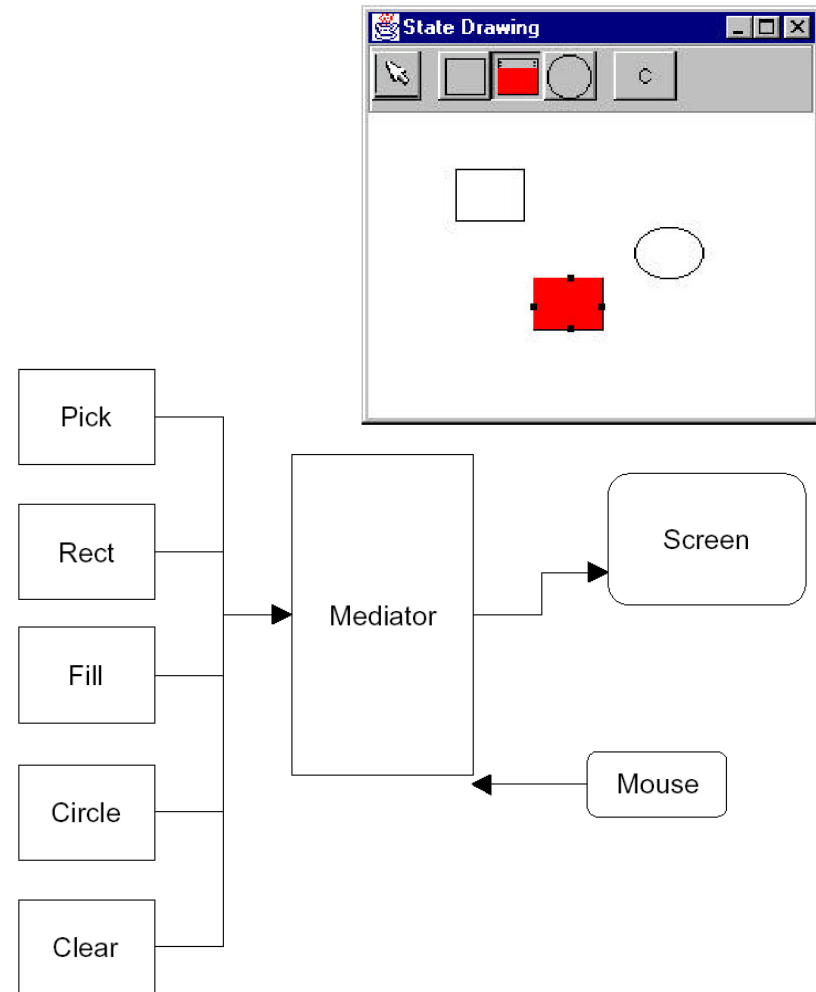 State Drawing
C
Pick
Rect
Fill
Circle
Clear
Mediator
Screen
Mouse